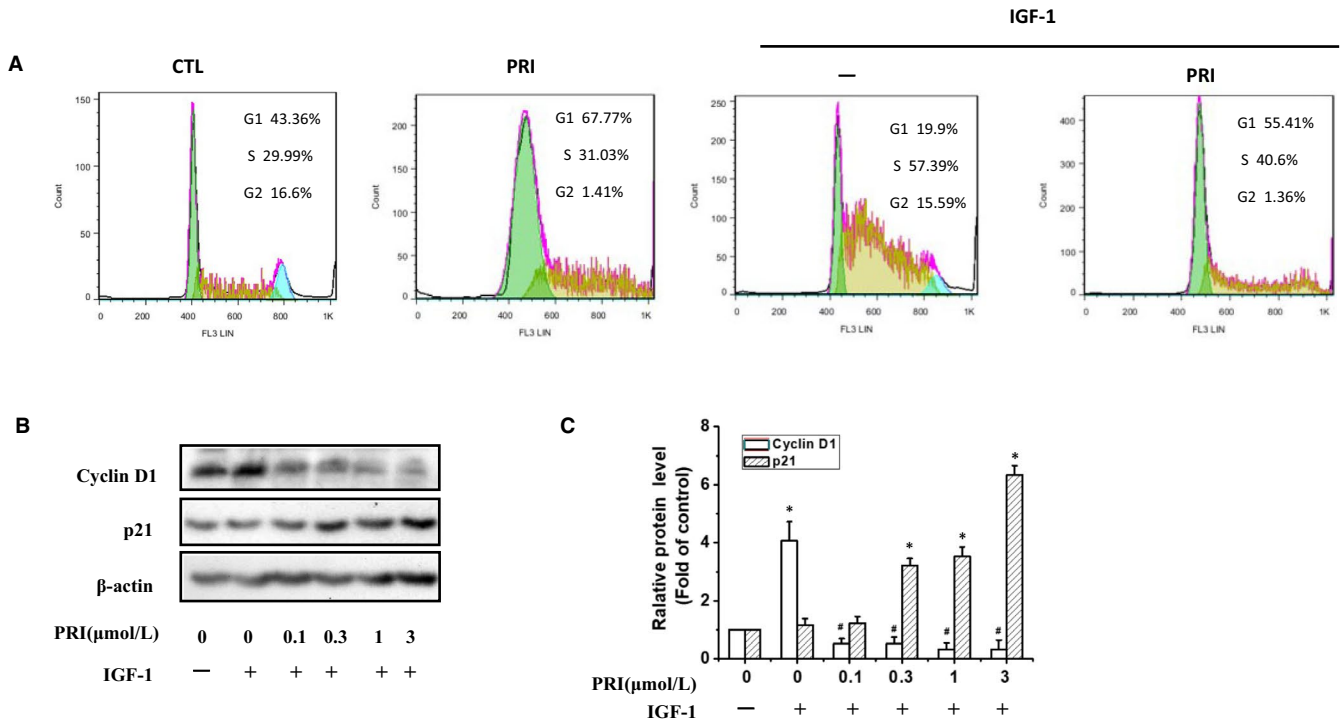 IGF-1
A
CTL
PRI
—
PRI
150
100
50
0
0 200 400 600 800 1K
Count
FL3 LIN
G1 43.36%
S 29.99%
G2 16.6%
200
150
100
50
0
0 200 400 600 800 1K
Count
FL3 LIN
G1 67.77%
S 31.03%
G2 1.41%
250
200
150
100
50
0
0 200 400 600 800 1K
Count
FL3 LIN
G1 19.9%
S 57.39%
G2 15.59%
400
300
200
100
0
0 200 400 600 800 1K
Count
FL3 LIN
G1 55.41%
S 40.6%
G2 1.36%
B
Cyclin D1
p21
β-actin
PRI(μmol/L) 0 0 0.1 0.3 1 3
IGF-1 — + + + + +
C
Ralative protein level
(Fold of control)
8
6
4
2
0
Cyclin D1
p21
* # # * # * # *
PRI(μmol/L) 0 0 0.1 0.3 1 3
IGF-1 — + + + + +